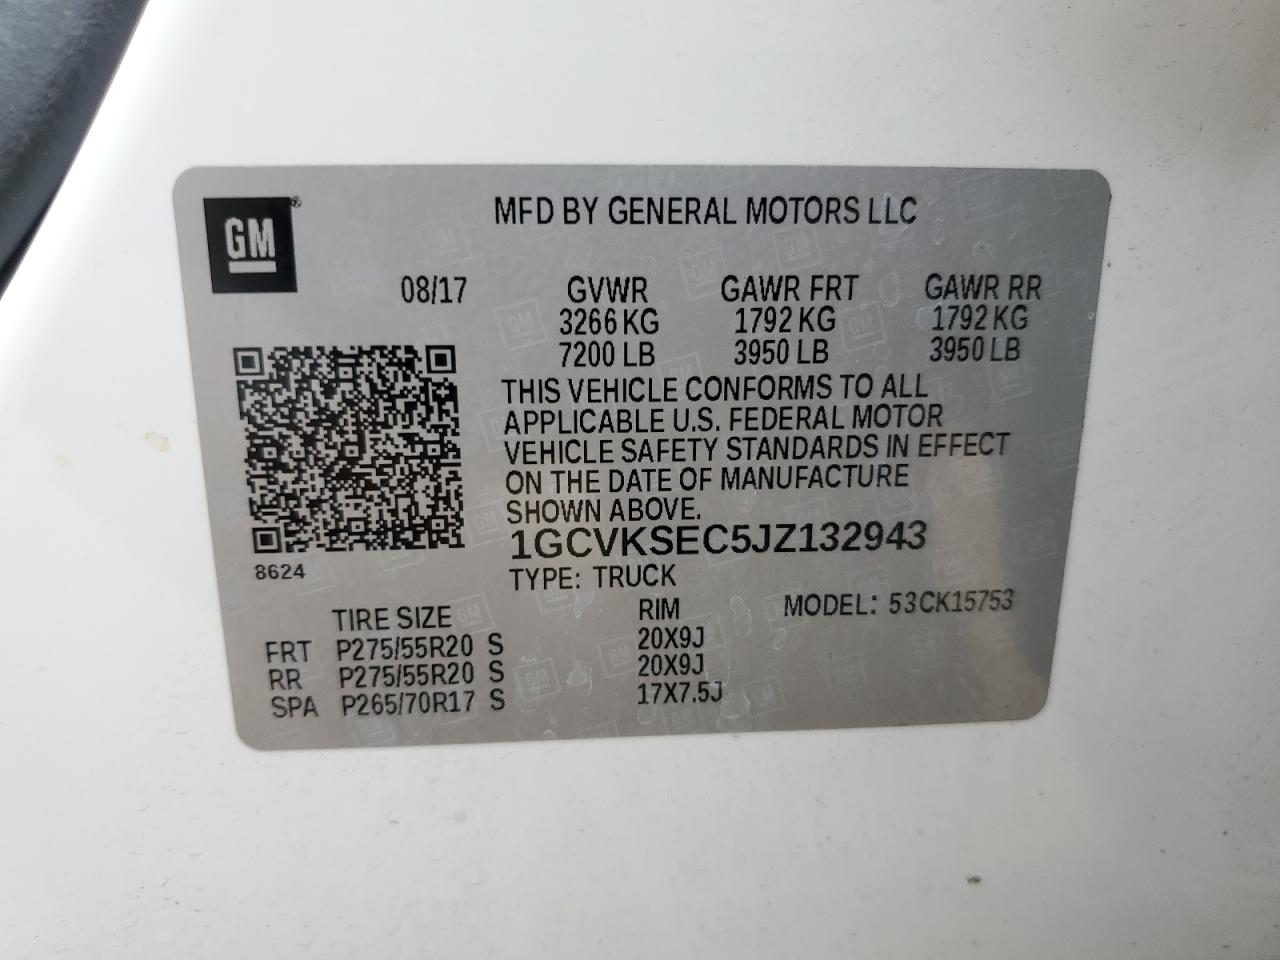 GM®
MFD BY GENERAL MOTORS LLC
08/17 GVWR GAWR FRT GAWR RR
3266 KG 1792 KG 1792 KG
7200 LB 3950 LB 3950 LB
THIS VEHICLE CONFORMS TO ALL
APPLICABLE U.S. FEDERAL MOTOR
VEHICLE SAFETY STANDARDS IN EFFECT
ON THE DATE OF MANUFACTURE
SHOWN ABOVE.
1GCVKSEC5JZ132943
8624
TYPE: TRUCK
TIRE SIZE RIM MODEL: 53CK15753
FRT P275/55R20 S 20X9J
RR P275/55R20 S 20X9J
SPA P265/70R17 S 17X7.5J